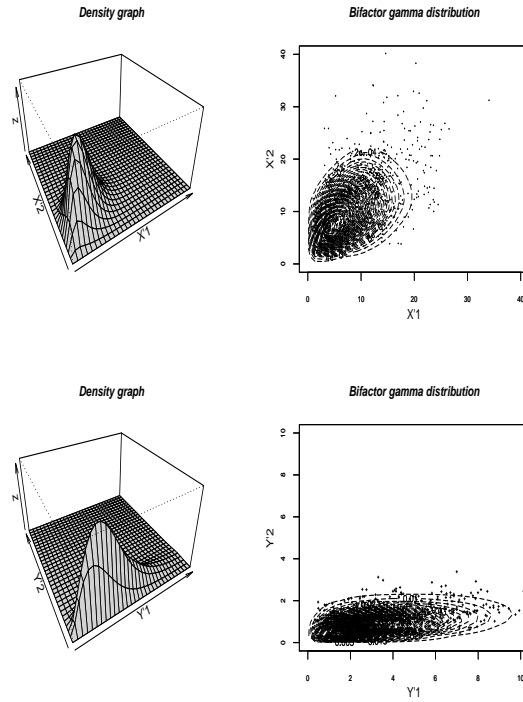 Density graph
Bifactor gamma distribution
Z
X'2
X'1
X'2
40
30
20
10
0
2e-04
0 10 20 30 40
X'1
Density graph
Bifactor gamma distribution
Z
Y'2
Y'1
Y'2
10
8
6
4
2
0
0 2 4 6 8 10
Y'1